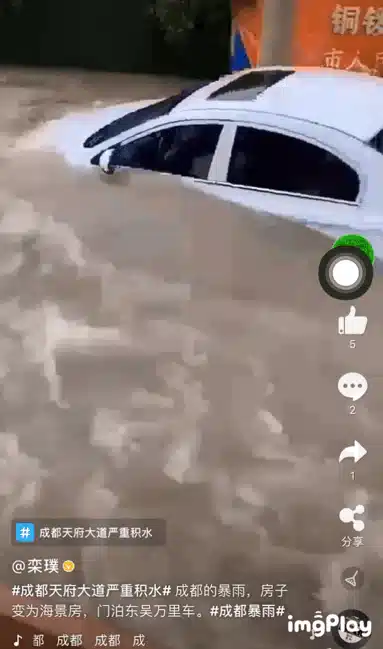 铜锣
市人民
5
2
1
分享
# 成都天府大道严重积水
@栾璞
#成都天府大道严重积水# 成都的暴雨，房子
变为海景房，门泊东吴万里车。#成都暴雨#
imgPlay
都 成都 成都 成